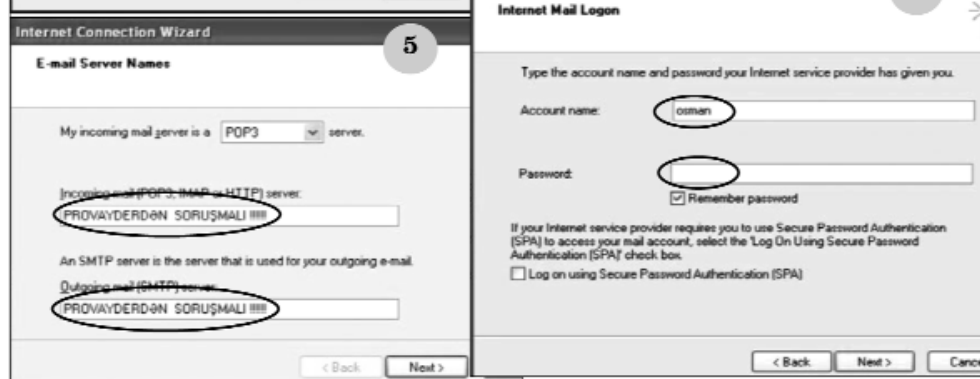 Internet Connection Wizard
5
E-mail Server Names
My incoming mail server is a POP3 server.
Incoming mail (POP3, IMAP or HTTP) server:
PROVAYDERDƏN SORUŞMALI !!!!!!
An SMTP server is the server that is used for your outgoing e-mail.
Outgoing mail (SMTP) server:
PROVAYDERDƏN SORUŞMALI !!!!!!
< Back Next >
Internet Mail Logon
Type the account name and password your Internet service provider has given you.
Account name: osman
Password:
Remember password
If your Internet service provider requires you to use Secure Password Authentication
(SPA) to access your mail account, select the 'Log On Using Secure Password
Authentication (SPA)' check box.
Log on using Secure Password Authentication (SPA)
< Back Next > Cance